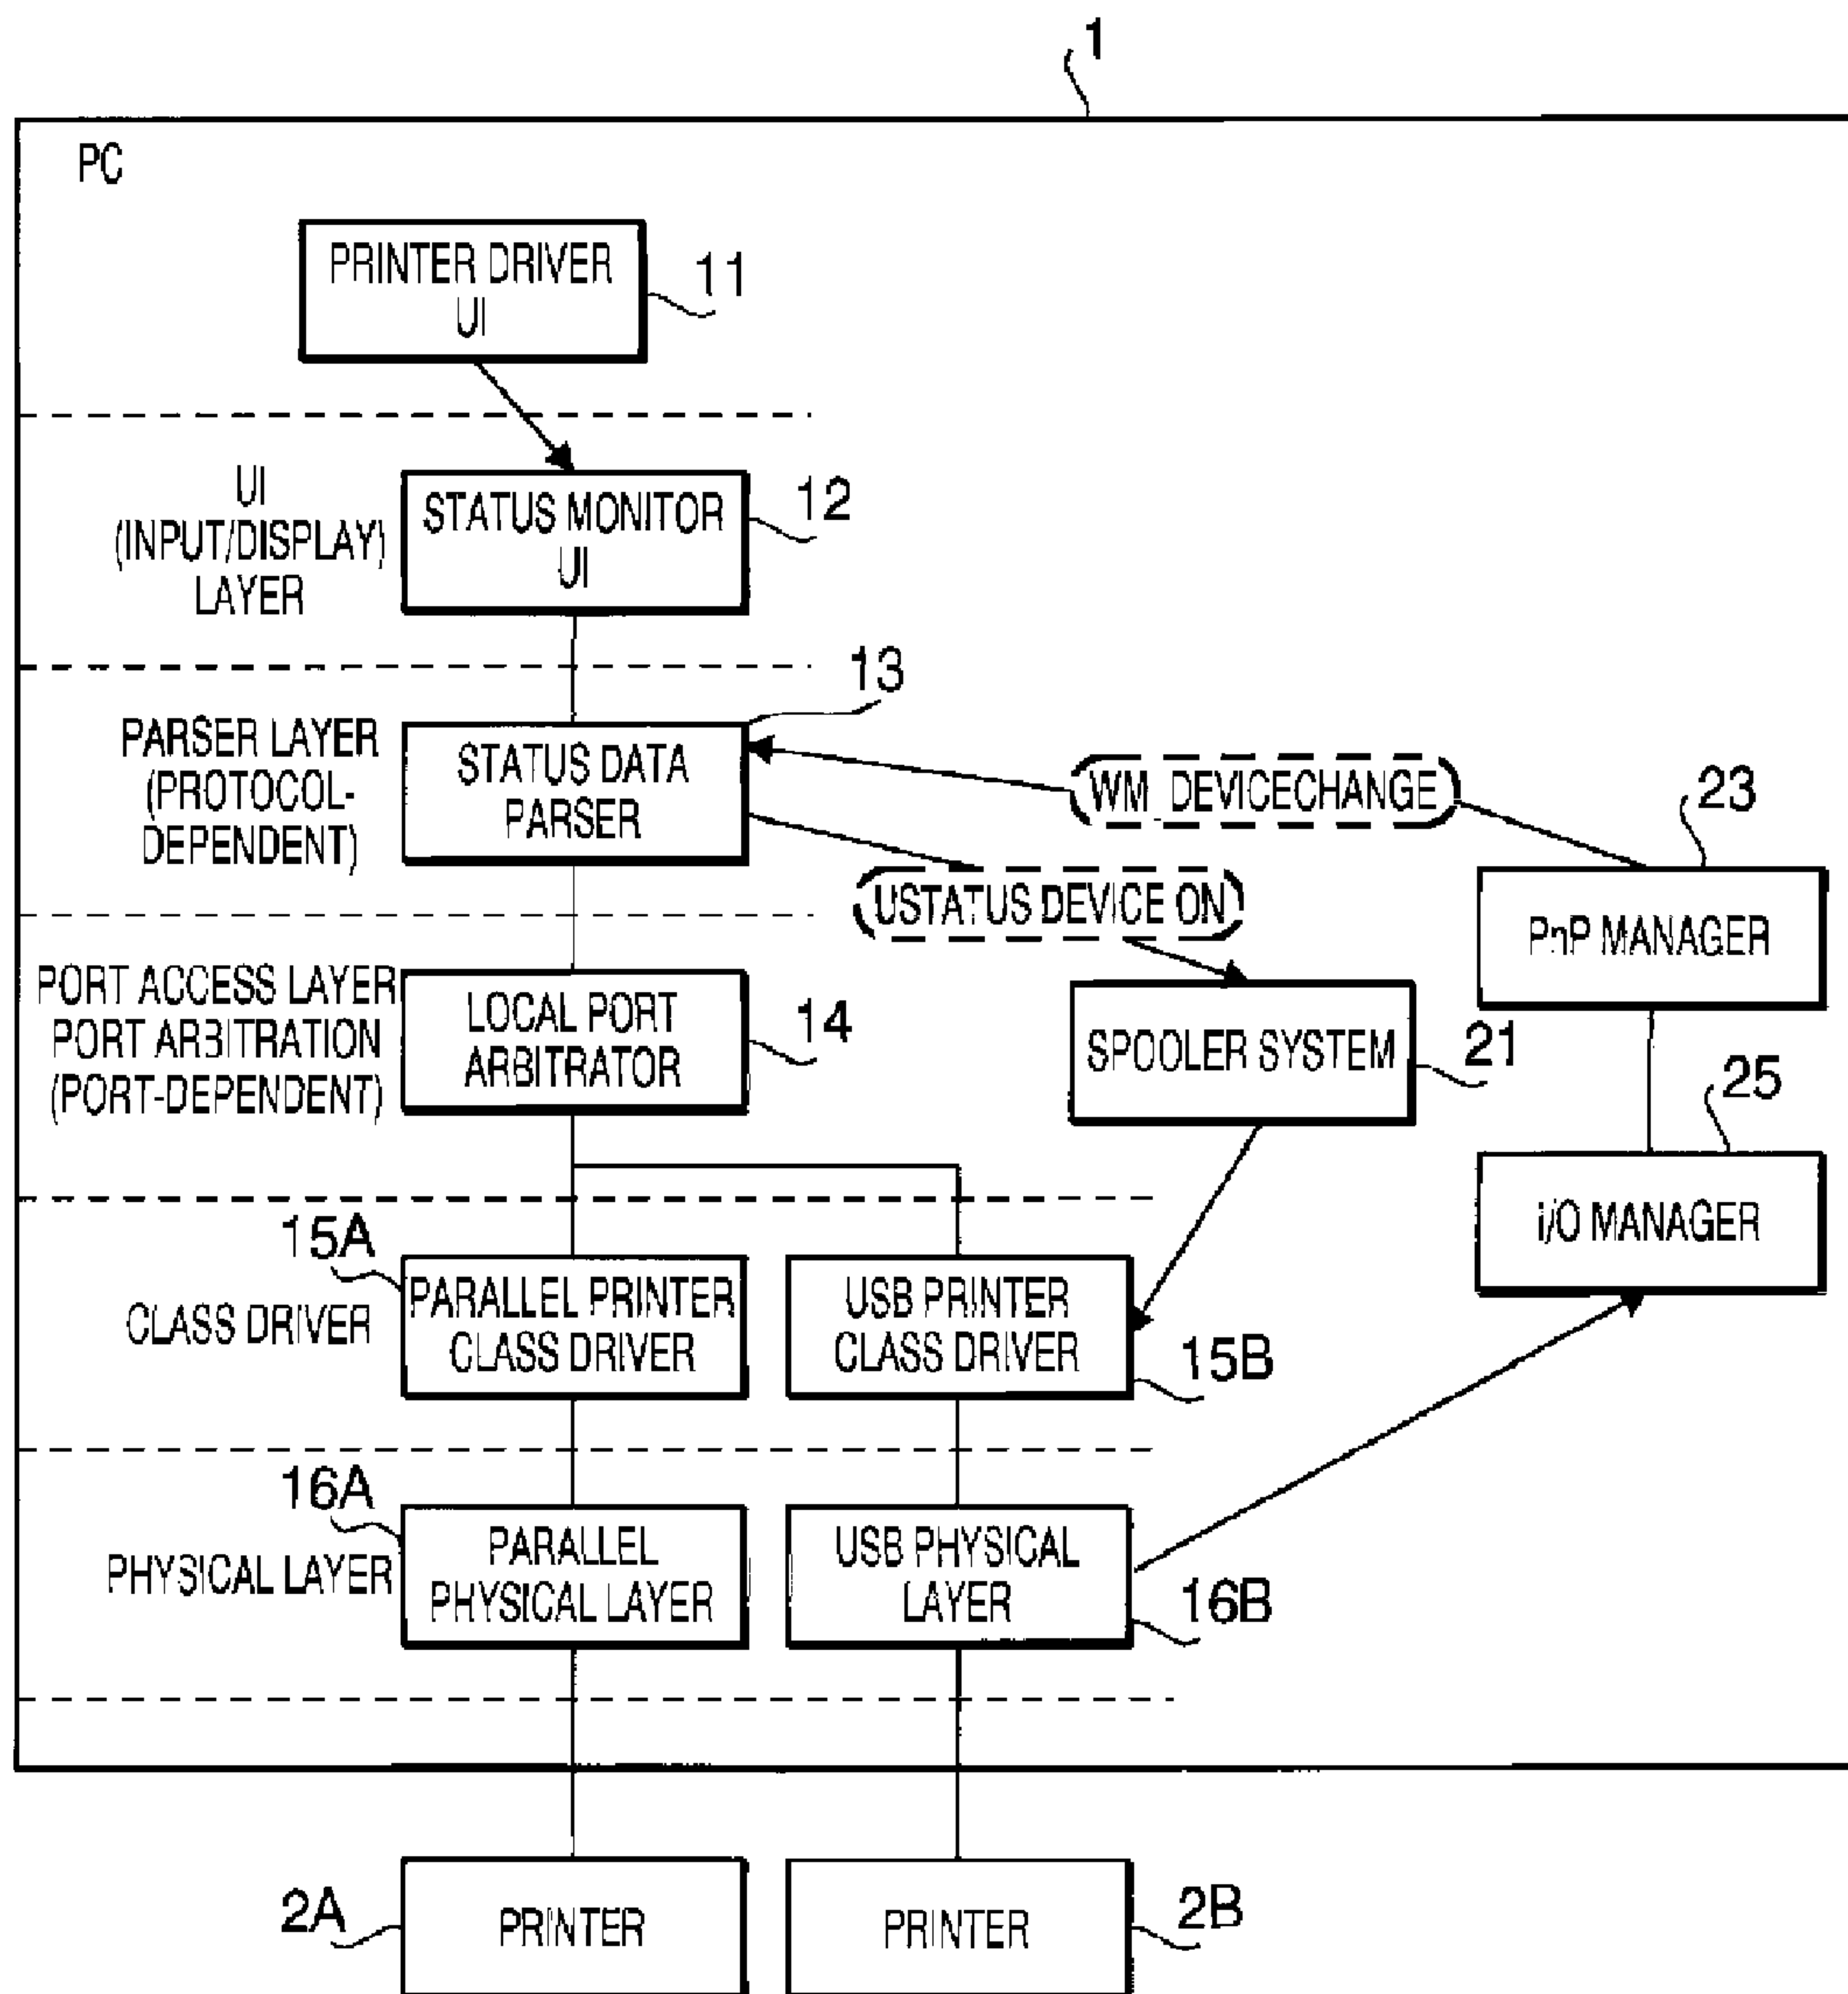 1
PC
PRINTER DRIVER
UI
11
UI
(INPUT/DISPLAY)
LAYER
STATUS MONITOR
UI
12
13
PARSER LAYER
(PROTOCOL-
DEPENDENT)
STATUS DATA
PARSER
WM_DEVICECHANGE
23
USTATUS DEVICE ON
PnP MANAGER
PORT ACCESS LAYER
PORT ARBITRATION
(PORT-DEPENDENT)
LOCAL PORT
ARBITRATOR
14
SPOOLER SYSTEM
21
25
i/O MANAGER
15A
CLASS DRIVER
PARALLEL PRINTER
CLASS DRIVER
USB PRINTER
CLASS DRIVER
15B
16A
PHYSICAL LAYER
PARALLEL
PHYSICAL LAYER
USB PHYSICAL
LAYER
16B
2A
PRINTER
PRINTER
2B